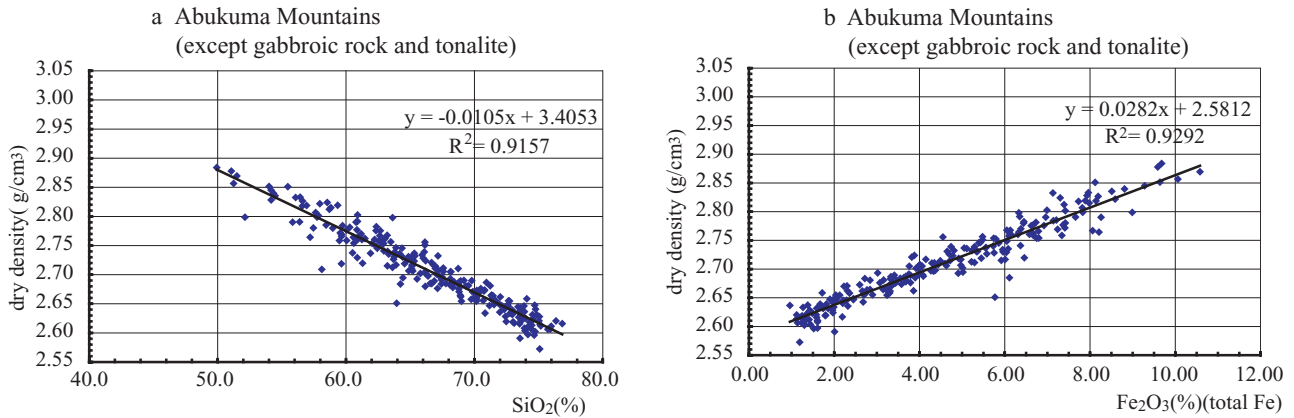 a Abukuma Mountains
(except gabbroic rock and tonalite)
3.05
3.00
2.95
2.90
2.85
2.80
2.75
2.70
2.65
2.60
2.55
dry density( g/cm³)
y = -0.0105x + 3.4053
R²= 0.9157
40.0 50.0 60.0 70.0 80.0
SiO₂(%)
b Abukuma Mountains
(except gabbroic rock and tonalite)
3.05
3.00
2.95
2.90
2.85
2.80
2.75
2.70
2.65
2.60
2.55
dry density (g/cm³)
y = 0.0282x + 2.5812
R²= 0.9292
0.00 2.00 4.00 6.00 8.00 10.00 12.00
Fe₂O₃(%)(total Fe)